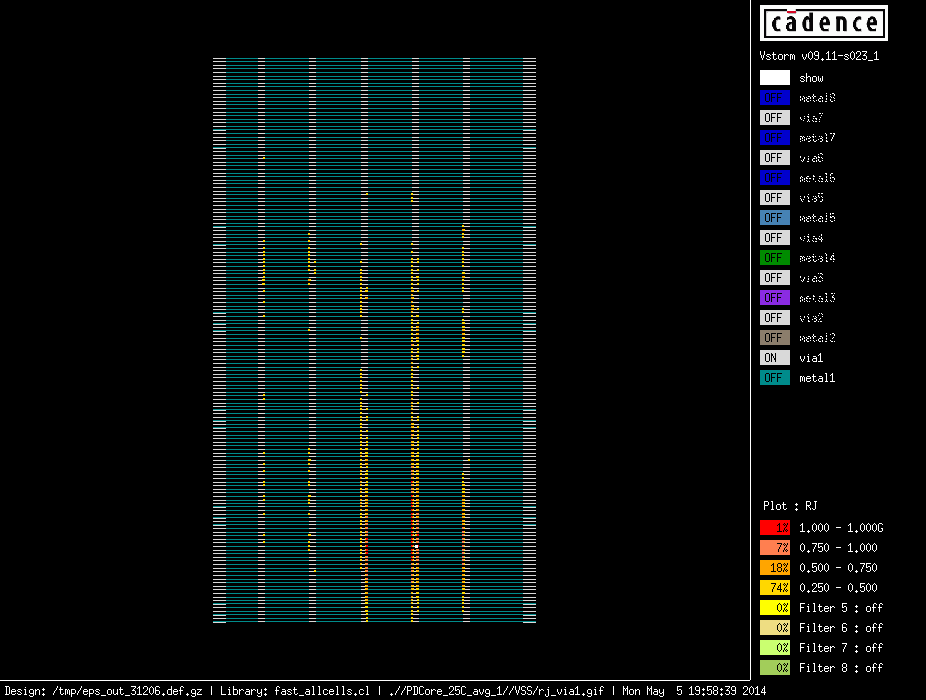 cādence
Vstorm v09.11-s023_1
show
metal8
OFF via7
metal7
OFF via6
metal6
OFF via5
OFF metal5
OFF via4
OFF metal4
OFF via3
OFF metal3
OFF via2
OFF metal2
ON via1
OFF metal1
Plot : RJ
1% 1.000 - 1.000G
7% 0.750 - 1.000
18% 0.500 - 0.750
74% 0.250 - 0.500
0% Filter 5 : off
0% Filter 6 : off
0% Filter 7 : off
0% Filter 8 : off
Design: /tmp/eps_out_31206.def.gz | Library: fast_allcells.cl | .//PDCore_25C_avg_1//VSS/rj_via1.gif | Mon May 5 19:58:39 2014